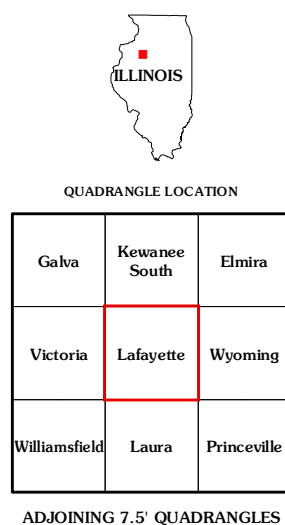 ILLINOIS
QUADRANGLE LOCATION
Galva
Kewanee
South
Elmira
Victoria
Lafayette
Wyoming
Williamsfield
Laura
Princeville
ADJOINING 7.5' QUADRANGLES